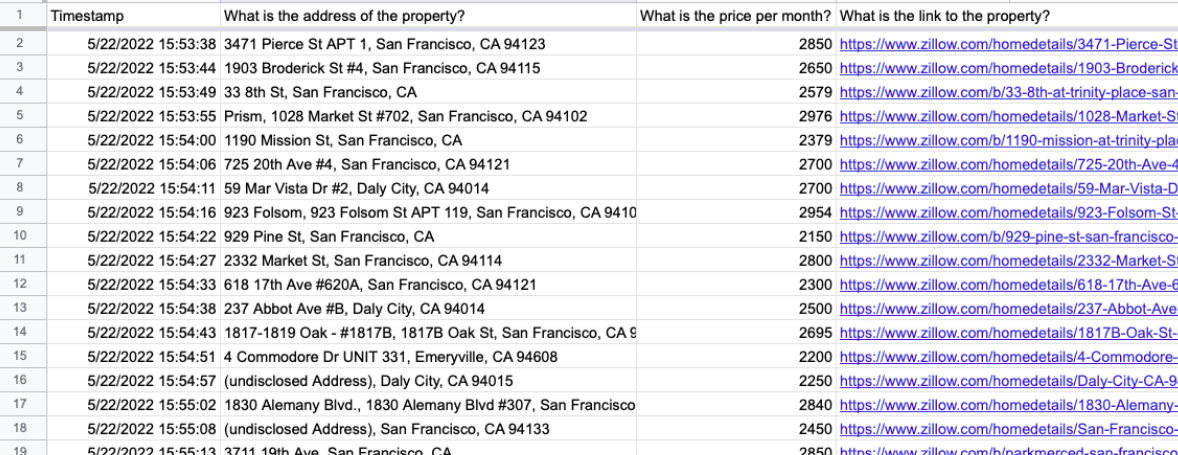 1 Timestamp What is the address of the property? What is the price per month? What is the link to the property?
2 5/22/2022 15:53:38 3471 Pierce St APT 1, San Francisco, CA 94123 2850 https://www.zillow.com/homedetails/3471-Pierce-St
3 5/22/2022 15:53:44 1903 Broderick St #4, San Francisco, CA 94115 2650 https://www.zillow.com/homedetails/1903-Broderick
4 5/22/2022 15:53:49 33 8th St, San Francisco, CA 2579 https://www.zillow.com/b/33-8th-at-trinity-place-san-
5 5/22/2022 15:53:55 Prism, 1028 Market St #702, San Francisco, CA 94102 2976 https://www.zillow.com/homedetails/1028-Market-St
6 5/22/2022 15:54:00 1190 Mission St, San Francisco, CA 2379 https://www.zillow.com/b/1190-mission-at-trinity-pla
7 5/22/2022 15:54:06 725 20th Ave #4, San Francisco, CA 94121 2700 https://www.zillow.com/homedetails/725-20th-Ave-4
8 5/22/2022 15:54:11 59 Mar Vista Dr #2, Daly City, CA 94014 2700 https://www.zillow.com/homedetails/59-Mar-Vista-D
9 5/22/2022 15:54:16 923 Folsom, 923 Folsom St APT 119, San Francisco, CA 9410 2954 https://www.zillow.com/homedetails/923-Folsom-St-
10 5/22/2022 15:54:22 929 Pine St, San Francisco, CA 2150 https://www.zillow.com/b/929-pine-st-san-francisco-
11 5/22/2022 15:54:27 2332 Market St, San Francisco, CA 94114 2800 https://www.zillow.com/homedetails/2332-Market-St
12 5/22/2022 15:54:33 618 17th Ave #620A, San Francisco, CA 94121 2300 https://www.zillow.com/homedetails/618-17th-Ave-6
13 5/22/2022 15:54:38 237 Abbot Ave #B, Daly City, CA 94014 2500 https://www.zillow.com/homedetails/237-Abbot-Ave-
14 5/22/2022 15:54:43 1817-1819 Oak - #1817B, 1817B Oak St, San Francisco, CA 9 2695 https://www.zillow.com/homedetails/1817B-Oak-St-
15 5/22/2022 15:54:51 4 Commodore Dr UNIT 331, Emeryville, CA 94608 2200 https://www.zillow.com/homedetails/4-Commodore-
16 5/22/2022 15:54:57 (undisclosed Address), Daly City, CA 94015 2250 https://www.zillow.com/homedetails/Daly-City-CA-9
17 5/22/2022 15:55:02 1830 Alemany Blvd., 1830 Alemany Blvd #307, San Francisco 2840 https://www.zillow.com/homedetails/1830-Alemany-
18 5/22/2022 15:55:08 (undisclosed Address), San Francisco, CA 94133 2450 https://www.zillow.com/homedetails/San-Francisco-
19 5/22/2022 15:55:13 3711 19th Ave, San Francisco, CA 2850 https://www.zillow.com/b/parkmerced-san-francisco